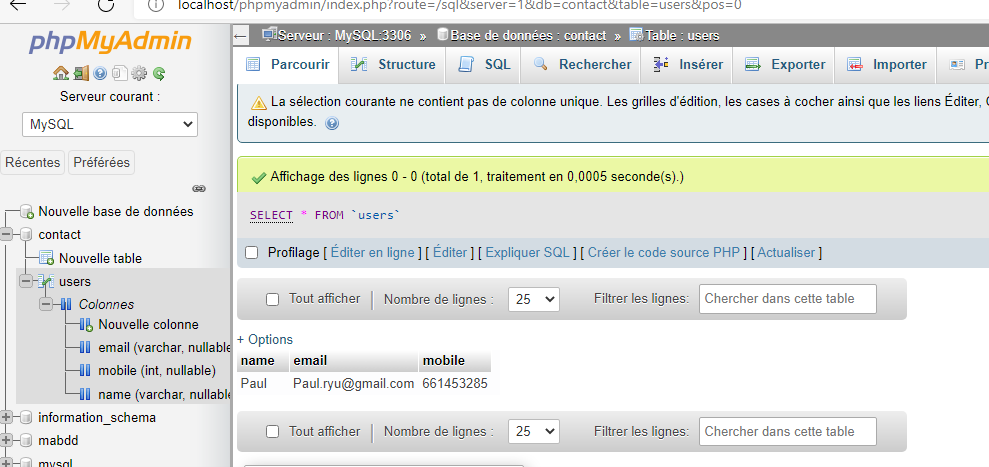 localhost/phpmyadmin/index.php?route=/sql&server=1&db=contact&table=users&pos=0
phpMyAdmin
Serveur courant :
MySQL
Récentes Préférées
Nouvelle base de données
contact
Nouvelle table
users
Colonnes
Nouvelle colonne
email (varchar, nullable
mobile (int, nullable)
name (varchar, nullable
information_schema
mabdd
mysql
Serveur : MySQL:3306 » Base de données : contact » Table : users
Parcourir Structure SQL Rechercher Insérer Exporter Importer Pr
La sélection courante ne contient pas de colonne unique. Les grilles d'édition, les cases à cocher ainsi que les liens Éditer, C
disponibles.
Affichage des lignes 0 - 0 (total de 1, traitement en 0,0005 seconde(s).)
SELECT * FROM `users`
Profilage [ Éditer en ligne ] [ Éditer ] [ Expliquer SQL ] [ Créer le code source PHP ] [ Actualiser ]
Tout afficher | Nombre de lignes : 25 Filtrer les lignes: Chercher dans cette table
+ Options
name email mobile
Paul Paul.ryu@gmail.com 661453285
Tout afficher | Nombre de lignes : 25 Filtrer les lignes: Chercher dans cette table